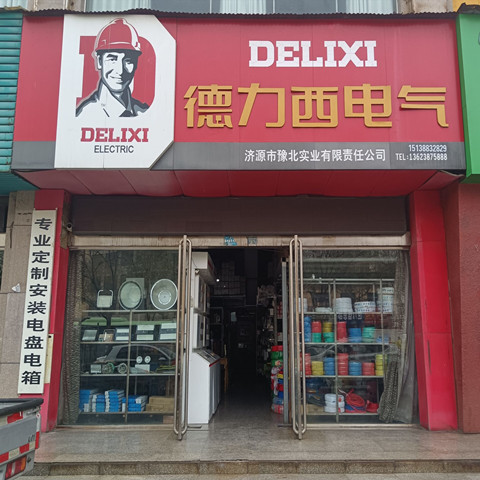 DELIXI
德力西电气
DELIXI
ELECTRIC
济源市豫北实业有限责任公司
15138832829
TEL:13623875888
专业定制安装电盘电箱